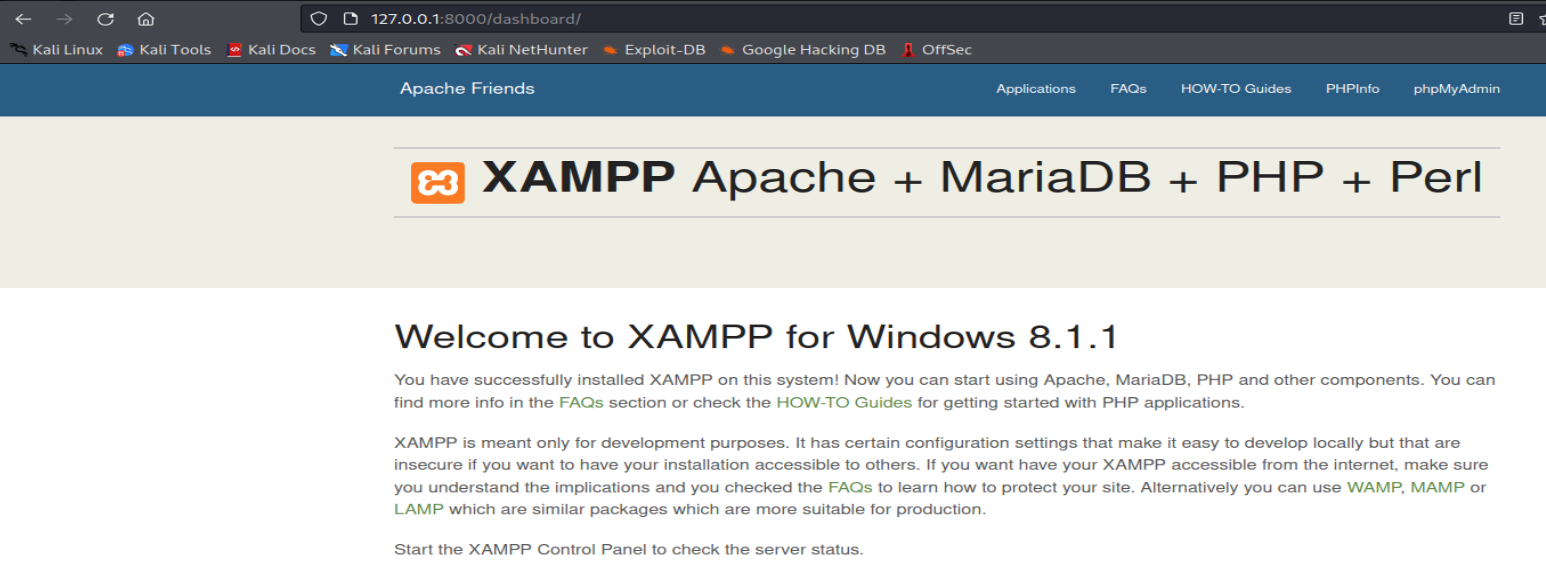 127.0.0.1:8000/dashboard/
Kali Linux Kali Tools Kali Docs Kali Forums Kali NetHunter Exploit-DB Google Hacking DB OffSec
Apache Friends Applications FAQs HOW-TO Guides PHPInfo phpMyAdmin
XAMPP Apache + MariaDB + PHP + Perl
Welcome to XAMPP for Windows 8.1.1
You have successfully installed XAMPP on this system! Now you can start using Apache, MariaDB, PHP and other components. You can
find more info in the FAQs section or check the HOW-TO Guides for getting started with PHP applications.
XAMPP is meant only for development purposes. It has certain configuration settings that make it easy to develop locally but that are
insecure if you want to have your installation accessible to others. If you want have your XAMPP accessible from the internet, make sure
you understand the implications and you checked the FAQs to learn how to protect your site. Alternatively you can use WAMP, MAMP or
LAMP which are similar packages which are more suitable for production.
Start the XAMPP Control Panel to check the server status.